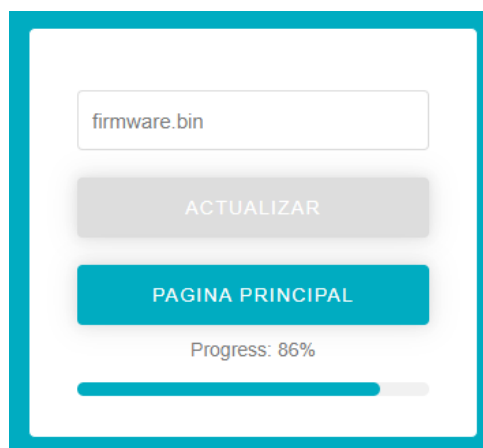 firmware.bin
ACTUALIZAR
PAGINA PRINCIPAL
Progress: 86%